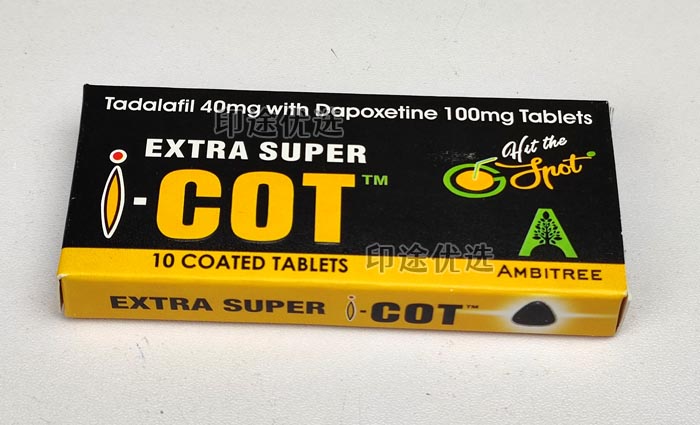 Tadalafil 40mg with Dapoxetine 100mg Tablets
印途优选
EXTRA SUPER
i-COT™
Hit the
Spot
印途优选
10 COATED TABLETS
AMBITREE
EXTRA SUPER i-COT™